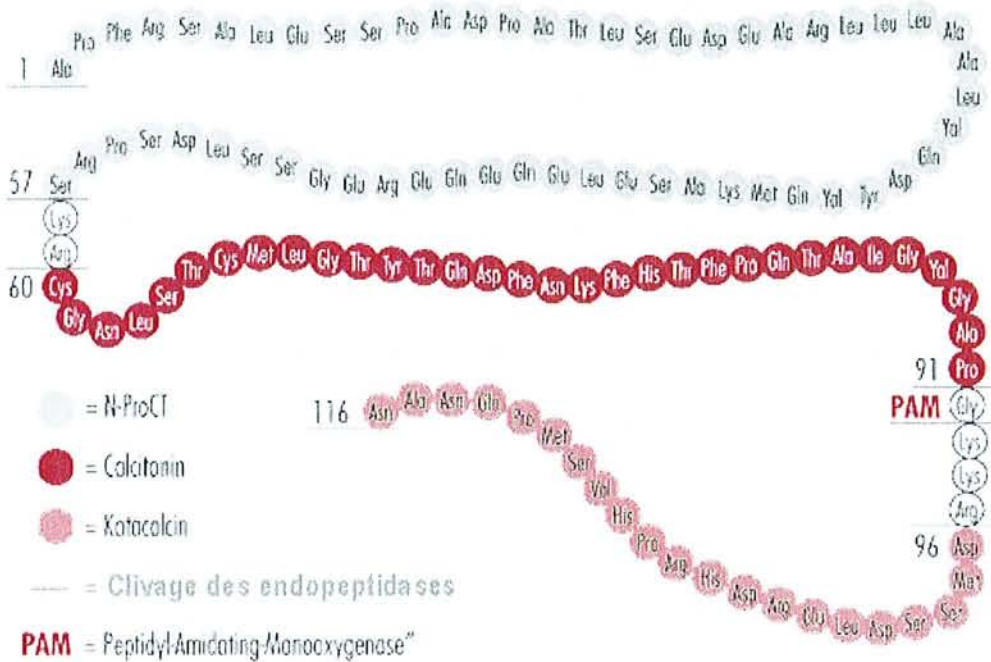 1 Ala Pro Phe Arg Ser Ala Leu Glu Ser Ser Pro Ala Asp Pro Ala Thr Leu Ser Glu Asp Glu Ala Arg Leu Leu Leu Ala
Ala
Leu
Val
Gln
57 Ser Arg Pro Ser Asp Leu Ser Ser Gly Glu Arg Glu Gln Glu Gln Glu Leu Glu Ser Ala Lys Met Gln Val Tyr Asp
Lys
Arg
60 Cys Gly Asn Leu Ser Thr Cys Met Leu Gly Thr Tyr Thr Gln Asp Phe Asn Lys Phe His Thr Phe Pro Gln Thr Ala Ile Gly Val Gly
Ala
91 Pro
PAM Gly
Lys
Lys
Arg
96 Asp
Met
116 Asn Ala Asn Glu Pro Met Ser Val His Pro Arg His Asp Arg Glu Leu Asp Ser Ser
= N-ProCT
= Calcitonin
= Katacalcin
= Clivage des endopeptidases
PAM = Peptidyl-Amidating-Monooxygenase"